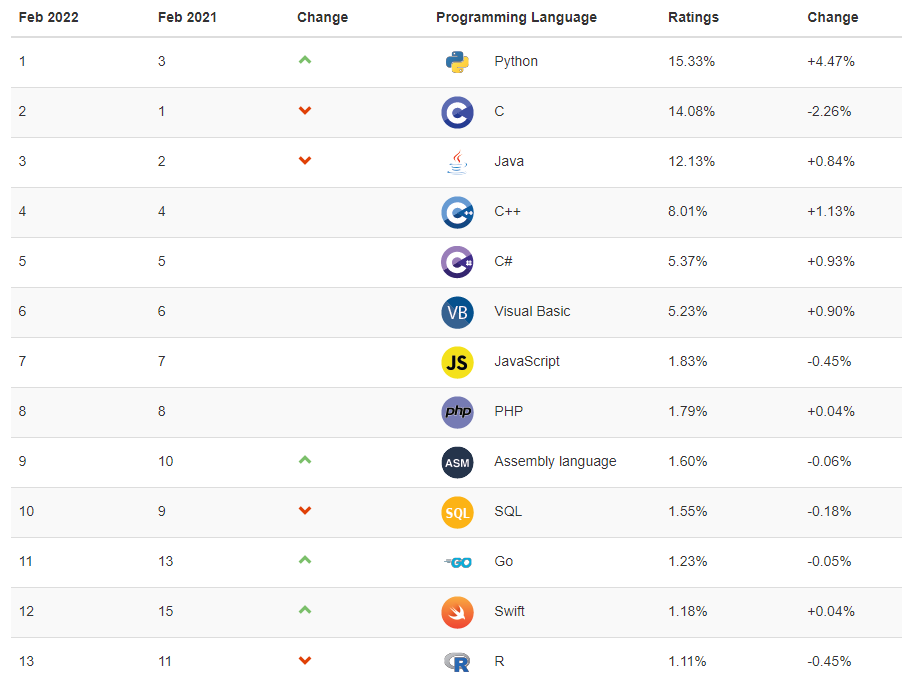 Feb 2022 Feb 2021 Change Programming Language Ratings Change
1 3 Python 15.33% +4.47%
2 1 C C 14.08% -2.26%
3 2 Java 12.13% +0.84%
4 4 C++ C++ 8.01% +1.13%
5 5 C# C# 5.37% +0.93%
6 6 VB Visual Basic 5.23% +0.90%
7 7 JS JavaScript 1.83% -0.45%
8 8 php PHP 1.79% +0.04%
9 10 ASM Assembly language 1.60% -0.06%
10 9 SQL SQL 1.55% -0.18%
11 13 GO Go 1.23% -0.05%
12 15 Swift 1.18% +0.04%
13 11 R R 1.11% -0.45%